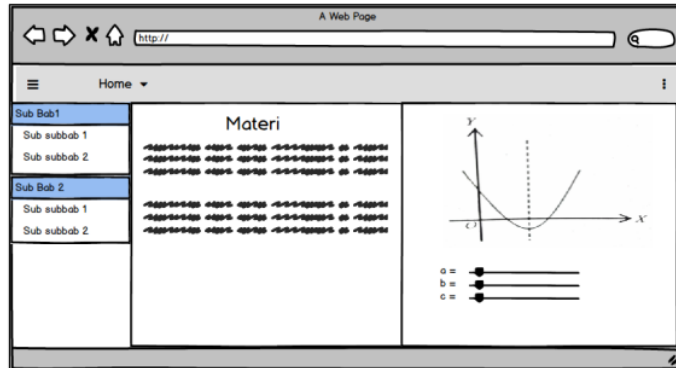 A Web Page
http://
Home
Sub Bab1
Sub subbab 1
Sub subbab 2
Sub Bab 2
Sub subbab 1
Sub subbab 2
Materi
Y
O
X
a =
b =
c =